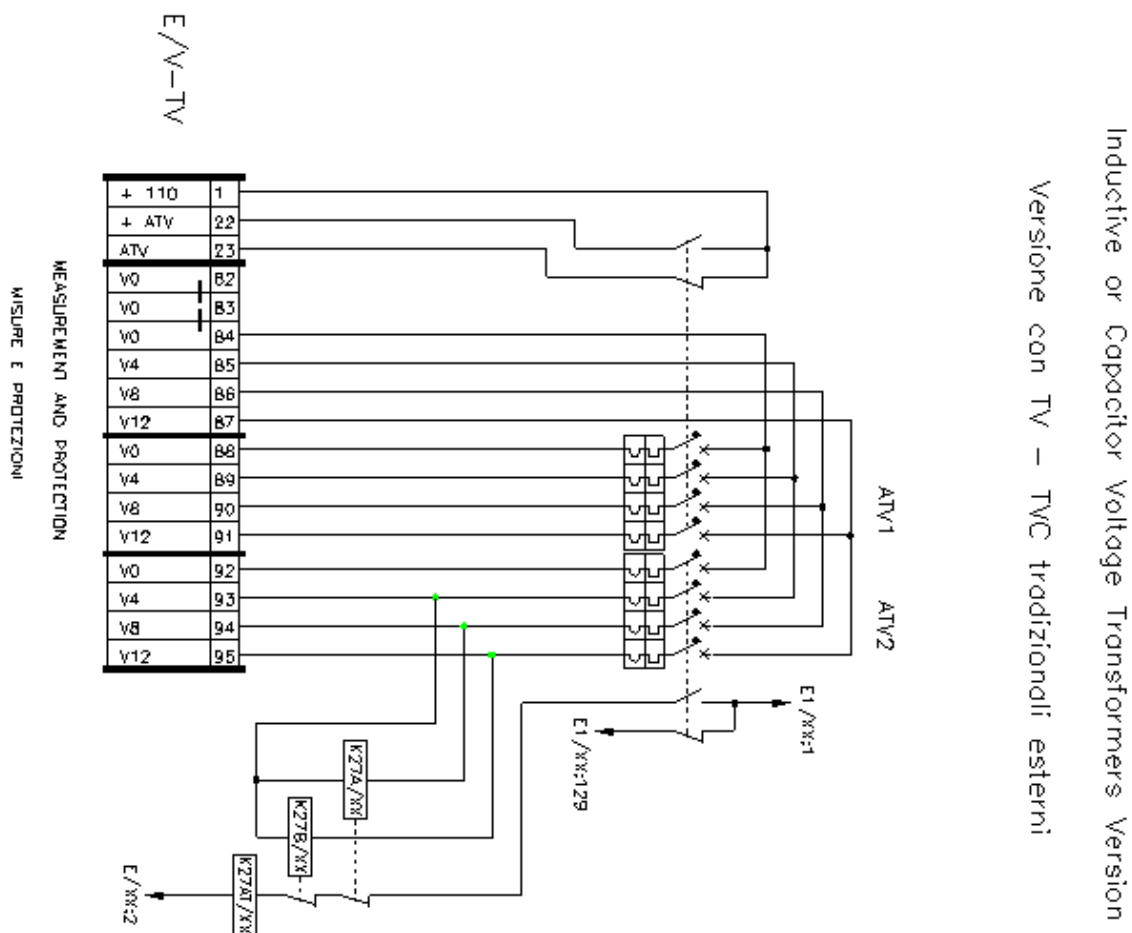 Inductive or Capacitor Voltage Transformers Version
Versione con TV - TVC tradizionali esterni
E/V-TV
MEASUREMENT AND PROTECTION
MISURE E PROTEZIONI
+ 110 1
+ ATV 22
ATV 23
V0 82
V0 83
V0 84
V4 85
V8 86
V12 87
V0 88
V4 89
V8 90
V12 91
V0 92
V4 93
V8 94
V12 95
ATV1
ATV2
E1/XX:1
E1/XX:129
K27A/XX
K27B/XX
K27AT/XX
E/XX:2